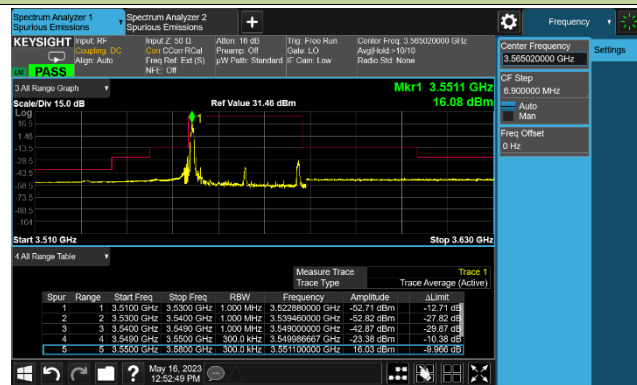 Spectrum Analyzer 1
Spurious Emissions
Spectrum Analyzer 2
Spurious Emissions
Frequency
KEYSIGHT
Input: RF
Coupling: DC
Align: Auto
Input Z: 50 Ω
Corr CCorr RCal
Freq Ref: Ext (S)
NFE: Off
Atten: 16 dB
Preamp: Off
µW Path: Standard
Trig: Free Run
Gate: LO
IF Gain: Low
Center Freq: 3.565020000 GHz
Avg|Hold:>10/10
Radio Std: None
PASS
Center Frequency
3.565020000 GHz
Settings
CF Step
6.900000 MHz
Auto
Man
Freq Offset
0 Hz
3 All Range Graph
Mkr1 3.5511 GHz
16.08 dBm
Scale/Div 15.0 dB
Ref Value 31.46 dBm
Log
16.5
1.46
-13.5
-28.5
-43.5
-58.5
-73.5
-88.5
-104
1
Start 3.510 GHz
Stop 3.630 GHz
4 All Range Table
Measure Trace Trace 1
Trace Type Trace Average (Active)
Spur Range Start Freq Stop Freq RBW Frequency Amplitude ΔLimit
1 1 3.5100 GHz 3.5300 GHz 1.000 MHz 3.522880000 GHz -52.71 dBm -12.71 dB
2 2 3.5300 GHz 3.5400 GHz 1.000 MHz 3.539460000 GHz -52.82 dBm -27.82 dB
3 3 3.5400 GHz 3.5490 GHz 1.000 MHz 3.549000000 GHz -42.87 dBm -29.87 dB
4 4 3.5490 GHz 3.5500 GHz 300.0 kHz 3.549986667 GHz -23.38 dBm -10.38 dB
5 5 3.5500 GHz 3.5800 GHz 300.0 kHz 3.551100000 GHz 16.03 dBm -9.966 dB
May 16, 2023
12:52:49 PM